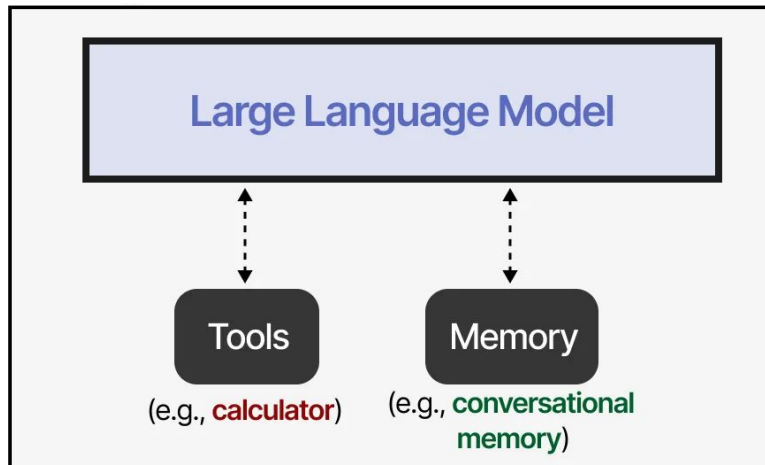 Large Language Model
Tools
Memory
(e.g., calculator)
(e.g., conversational
memory)